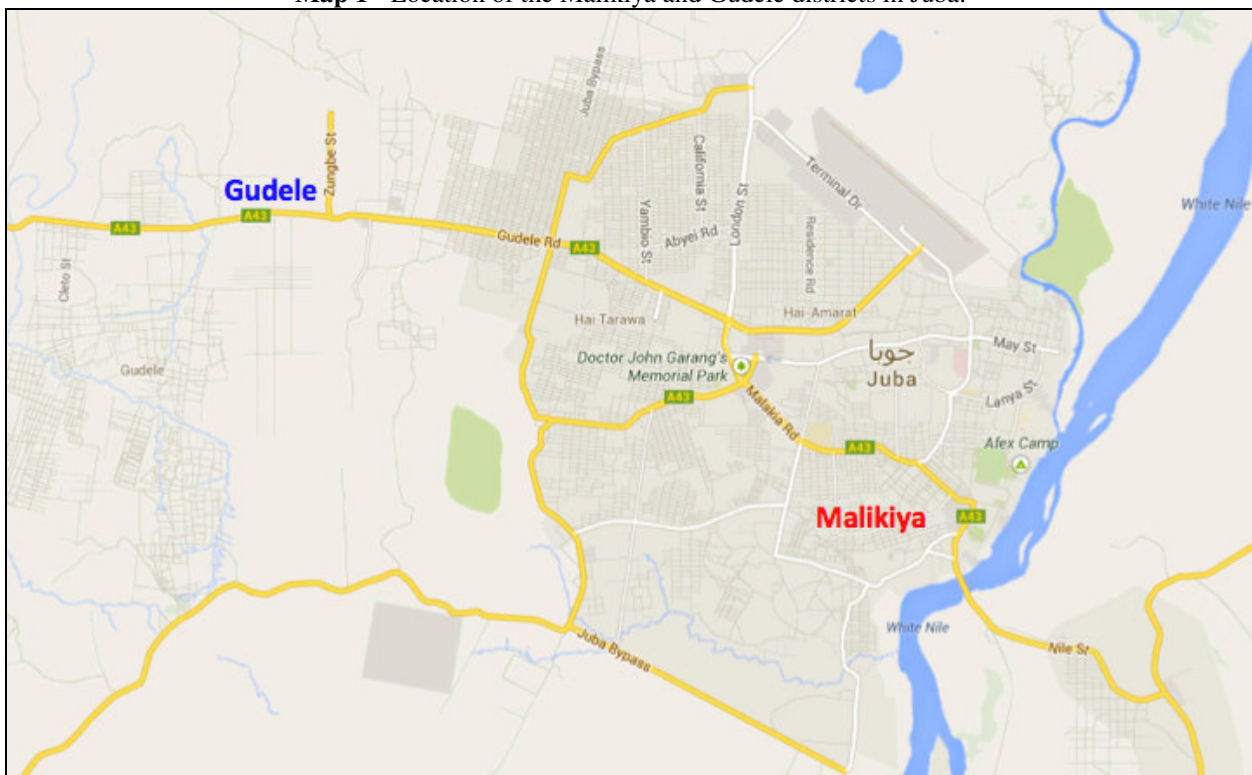 Map 1 - Location of the Malikiya and Gudele districts in Juba.
Juba Bypass
Zungbe St
Gudele
A43
A43
Gudele Rd
A43
California St
Yambio St
Abyei Rd
London St
Terminal Dr
Residence Rd
White Nile
Cleto St
Hai Tarawa
Hai-Amarat
Gudele
Doctor John Garang's
Memorial Park
جوبا
Juba
May St
Lanya St
A43
Malakia Rd
A43
Afex Camp
Malikiya
A43
White Nile
Juba Bypass
Nile St